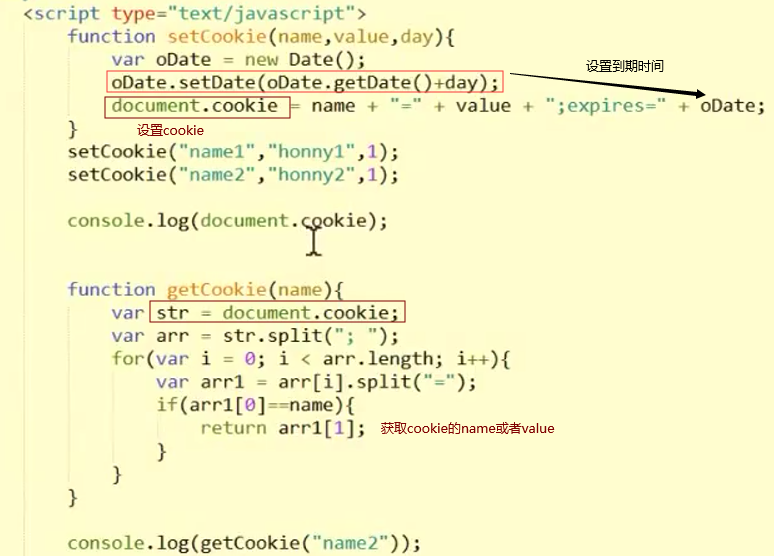 <script type="text/javascript">
function setCookie(name,value,day){
var oDate = new Date();
oDate.setDate(oDate.getDate()+day);
设置到期时间
document.cookie = name + "=" + value + ";expires=" + oDate;
}
设置cookie
setCookie("name1","honny1",1);
setCookie("name2","honny2",1);
console.log(document.cookie);
function getCookie(name){
var str = document.cookie;
var arr = str.split("; ");
for(var i = 0; i < arr.length; i++){
var arr1 = arr[i].split("=");
if(arr1[0]==name){
return arr1[1]; 获取cookie的name或者value
}
}
}
console.log(getCookie("name2"));